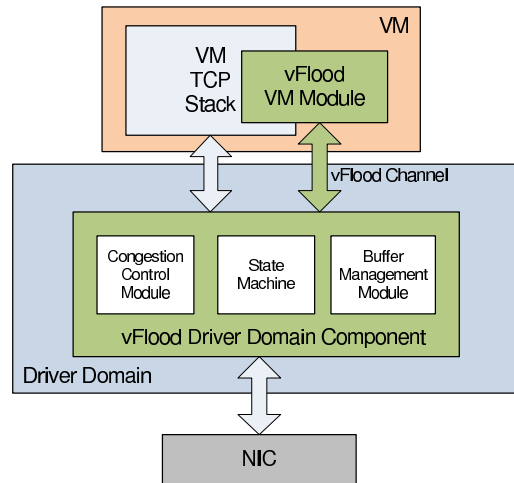 VM
VM
TCP
Stack
vFlood
VM Module
vFlood Channel
Congestion
Control
Module
State
Machine
Buffer
Management
Module
vFlood Driver Domain Component
Driver Domain
NIC